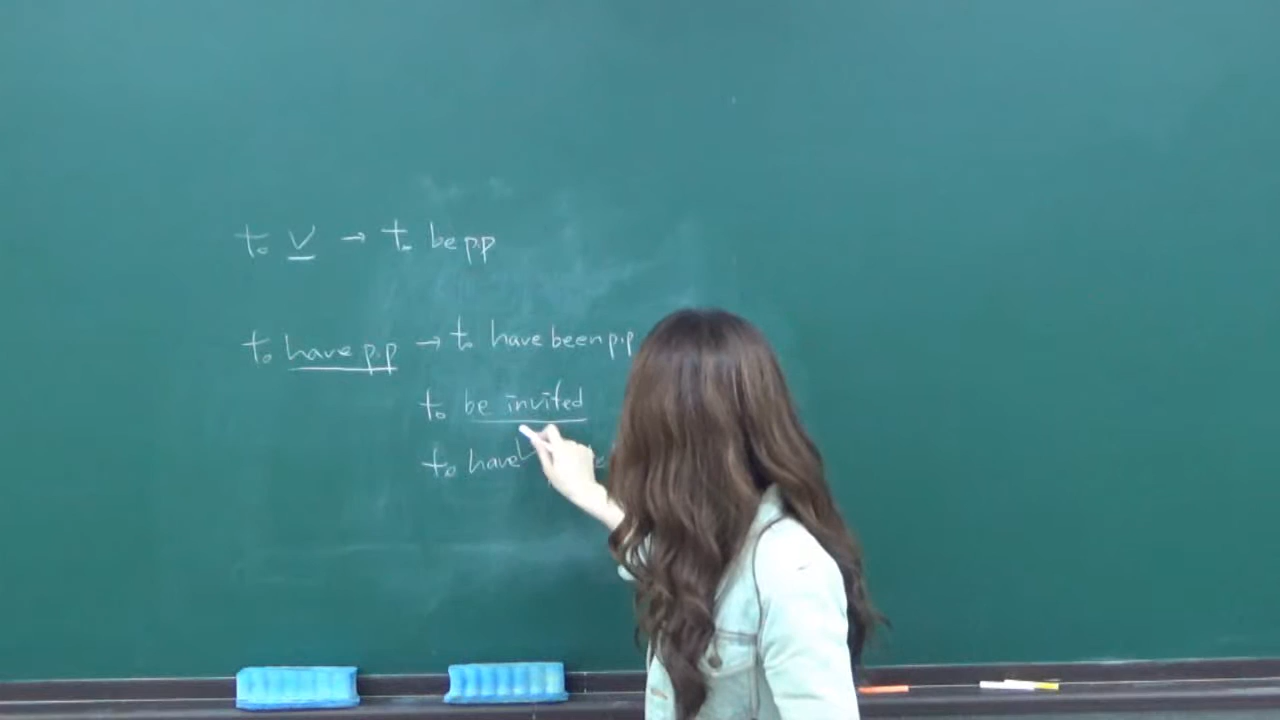 to V → to be p.p
to have p.p → to have been p.p
to be invited
to have